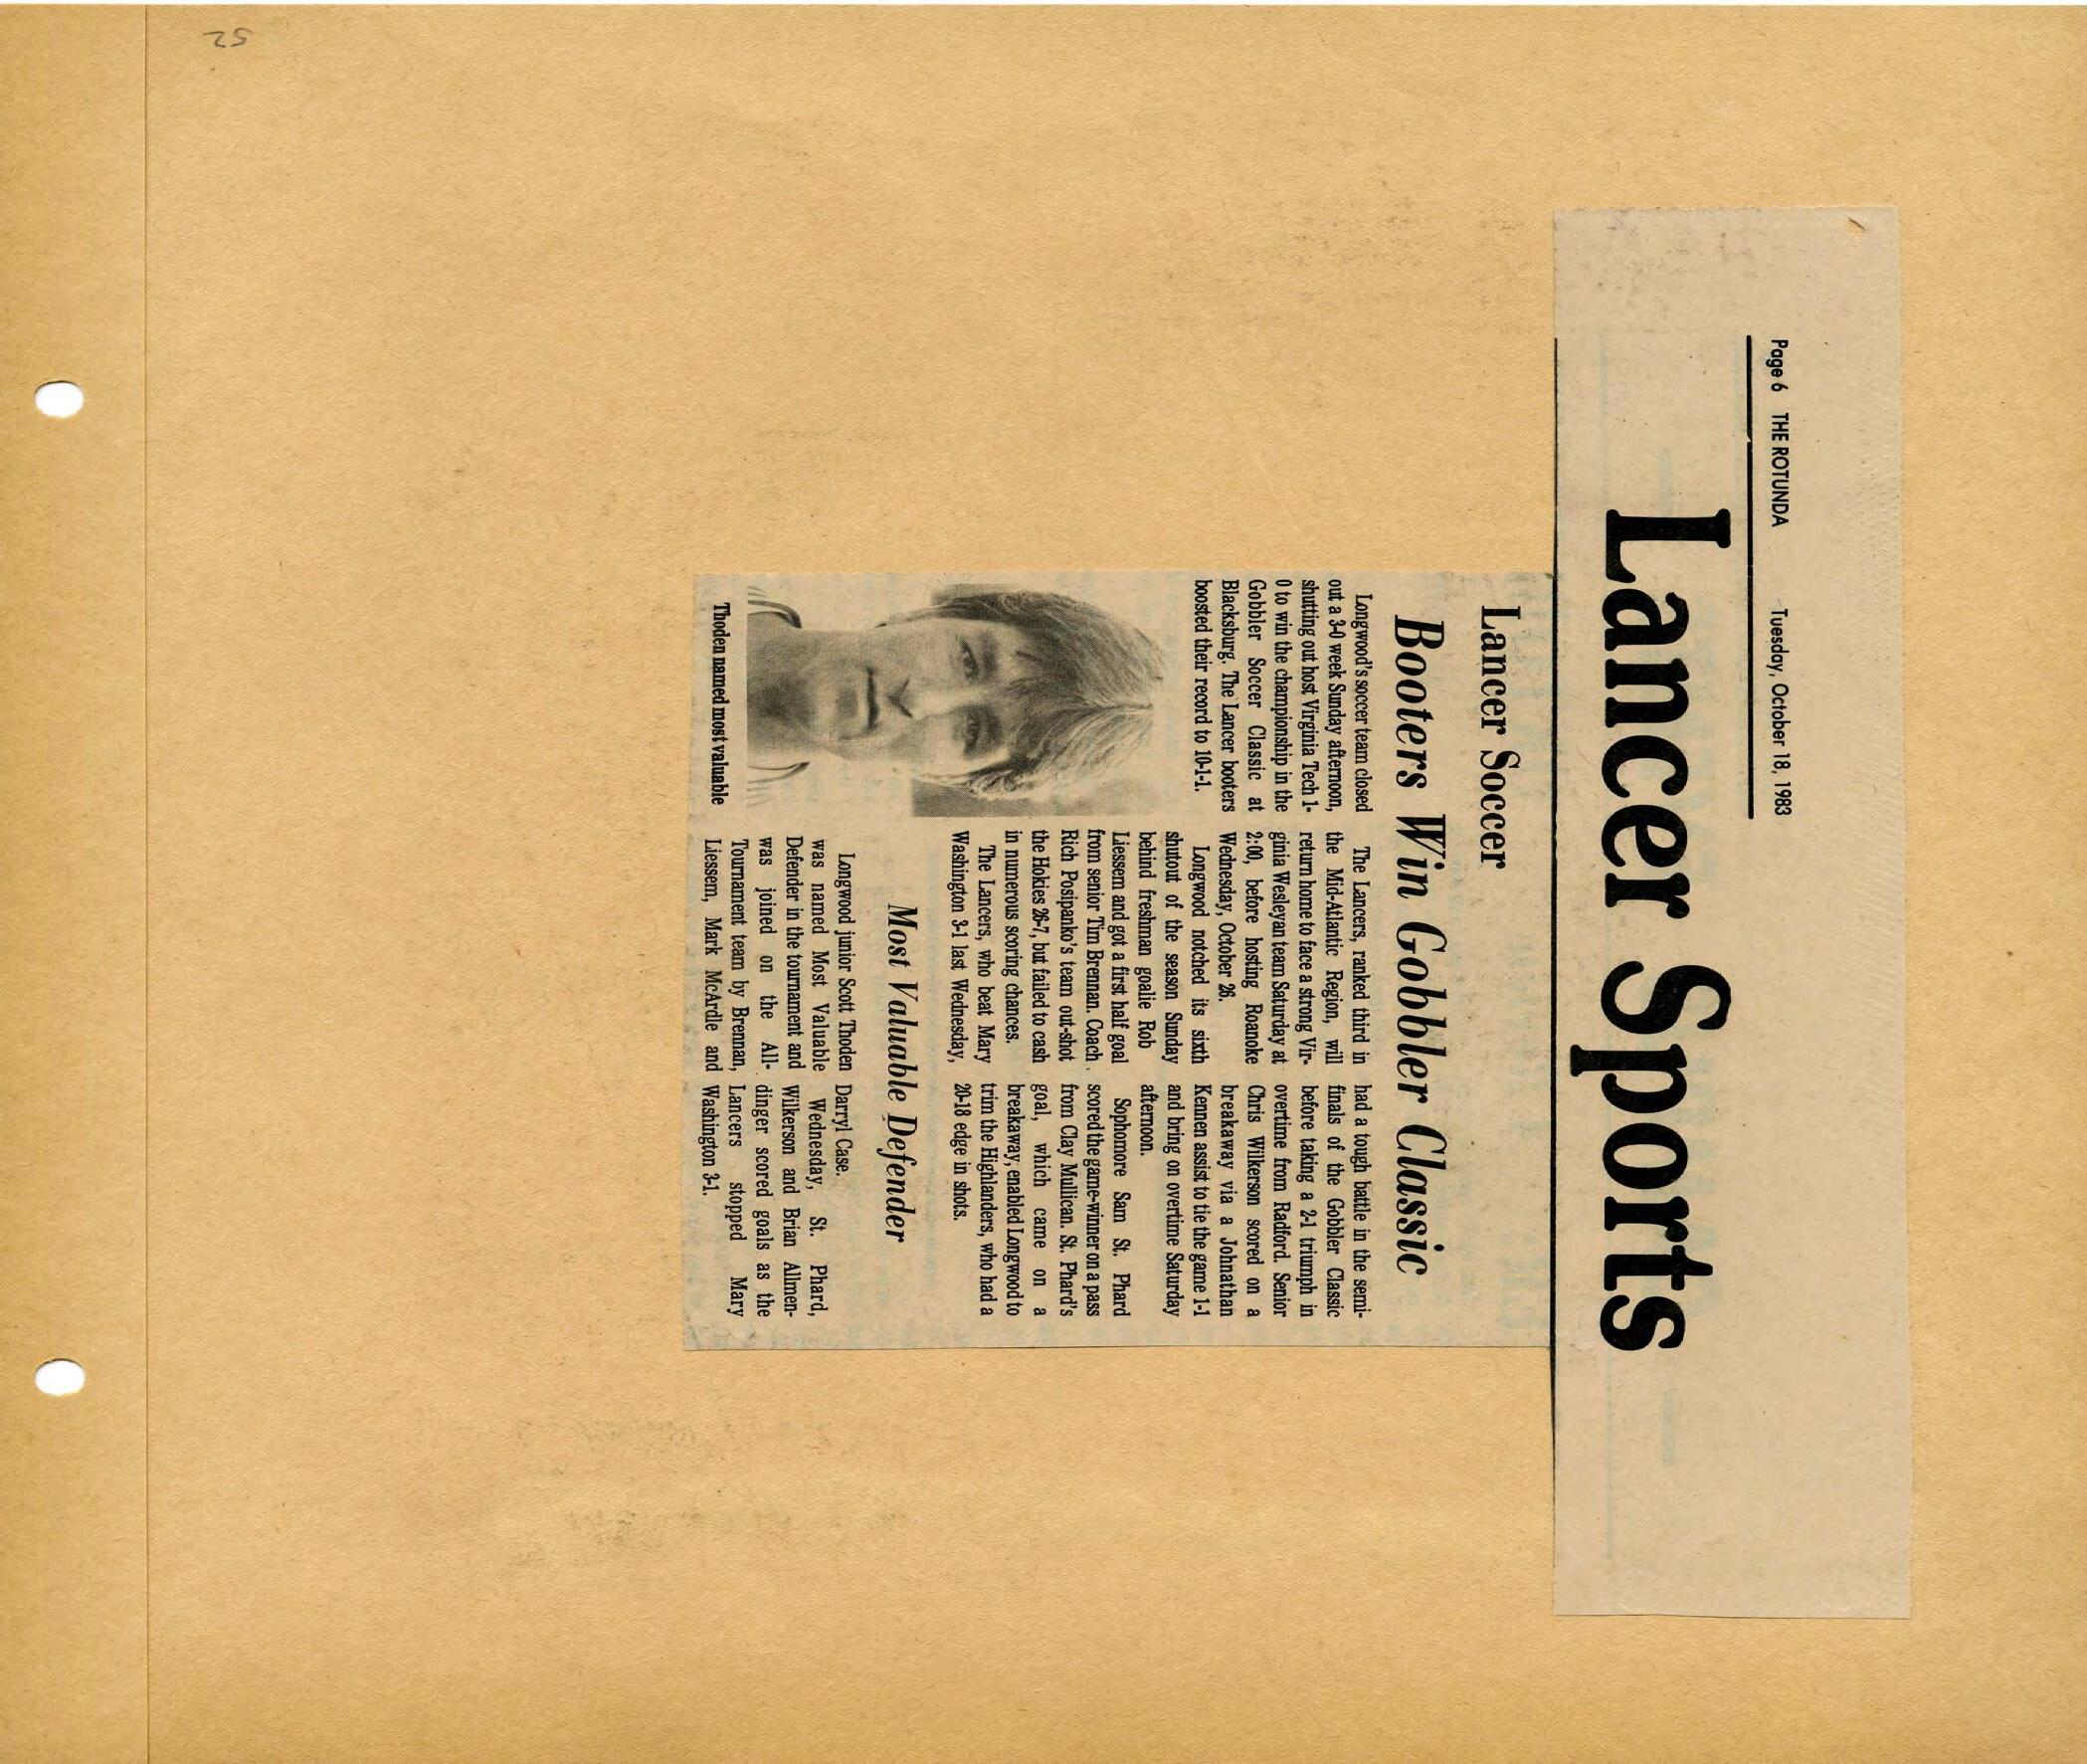 Page 6 THE ROTUNDA Tuesday, October 18, 1983
Lancer Sports
Lancer Soccer
Booters Win Gobbler Classic
Longwood's soccer team closed
out a 3-0 week Sunday afternoon,
shutting out host Virginia Tech 1-
0 to win the championship in the
Gobbler Soccer Classic at
Blacksburg. The Lancer booters
boosted their record to 10-1-1.
Thoden named most valuable
The Lancers, ranked third in
the Mid-Atlantic Region, will
return home to face a strong Vir-
ginia Wesleyan team Saturday at
2:00, before hosting Roanoke
Wednesday, October 26.
Longwood notched its sixth
shutout of the season Sunday
behind freshman goalie Rob
Liessem and got a first half goal
from senior Tim Brennan. Coach
Rich Posipanko's team out-shot
the Hokies 26-7, but failed to cash
in numerous scoring chances.
The Lancers, who beat Mary
Washington 3-1 last Wednesday,
had a tough battle in the semi-
finals of the Gobbler Classic
before taking a 2-1 triumph in
overtime from Radford. Senior
Chris Wilkerson scored on a
breakaway via a Johnathan
Kennen assist to tie the game 1-1
and bring on overtime Saturday
afternoon.
Sophomore Sam St. Phard
scored the game-winner on a pass
from Clay Mullican. St. Phard's
goal, which came on a
breakaway, enabled Longwood to
trim the Highlanders, who had a
20-18 edge in shots.
Most Valuable Defender
Longwood junior Scott Thoden
was named Most Valuable
Defender in the tournament and
was joined on the All-
Tournament team by Brennan,
Liessem, Mark McArdle and
Darryl Case.
Wednesday, St. Phard,
Wilkerson and Brian Allmen-
dinger scored goals as the
Lancers stopped Mary
Washington 3-1.
25